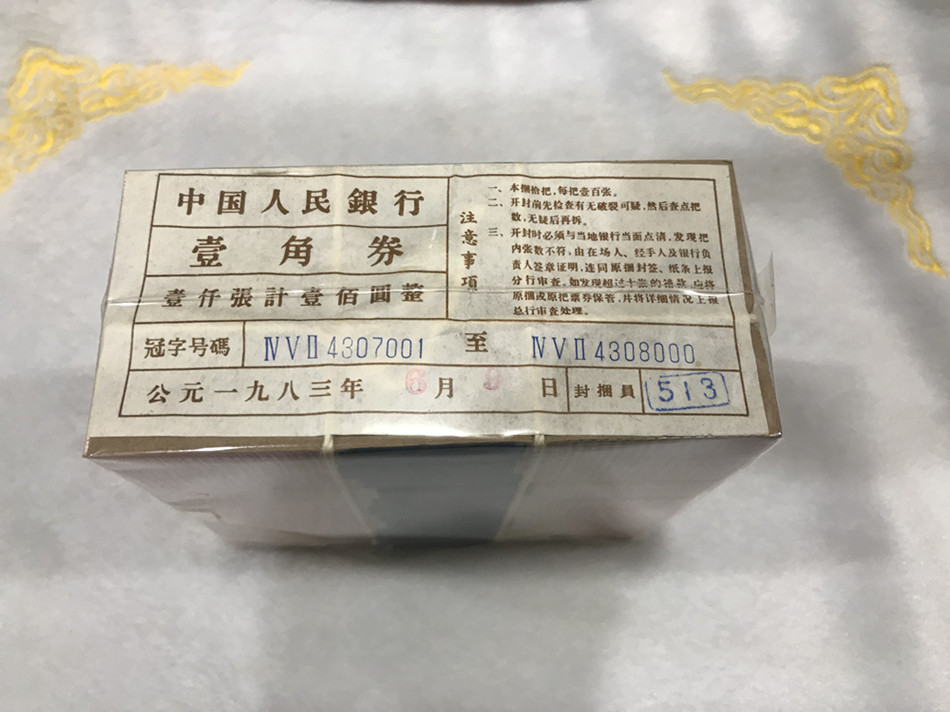 中国人民銀行
壹角券
壹仟張計壹佰圓整
注意事項
一、本捆拾把，每把壹百张。
二、开封前先检查有无破裂可疑，然后查点把
数，无疑后再拆。
三、开封时必须与当地银行当面点清，发现把
内张数不符，由在场人、经手人及银行负
责人签章证明，连同原捆封签、纸条上报
分行审查。如发现超过十张的错款，应将
原捆或原把票券保管，并将详细情况上报
总行审查处理。
冠字号碼 ⅣⅤⅡ4307001 至 ⅣⅤⅡ4308000
公元一九八三年 6月 9日 封捆員 513